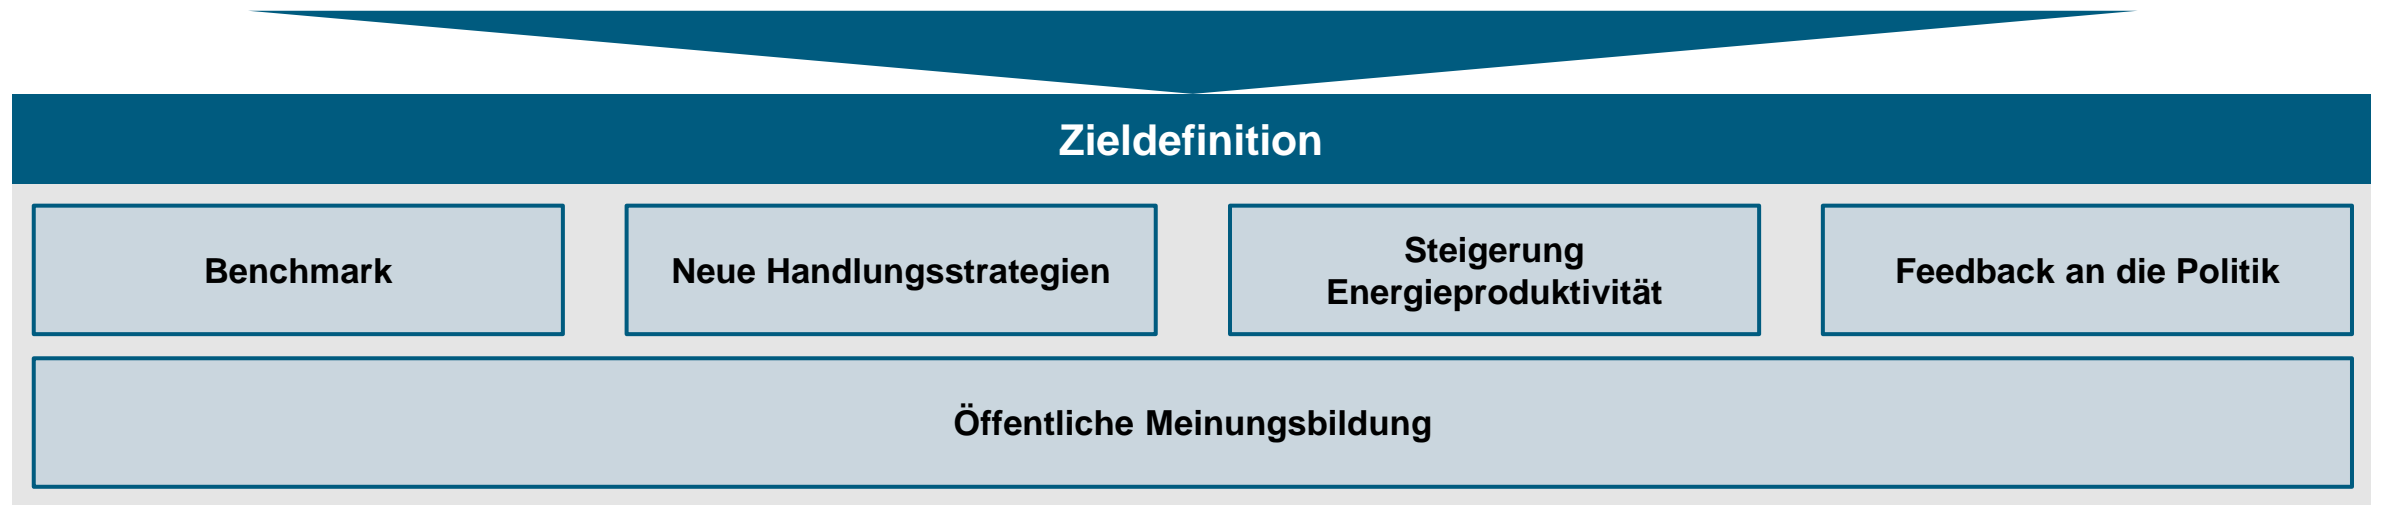 Zieldefinition
Benchmark
Neue Handlungsstrategien
Steigerung
Energieproduktivität
Feedback an die Politik
Öffentliche Meinungsbildung